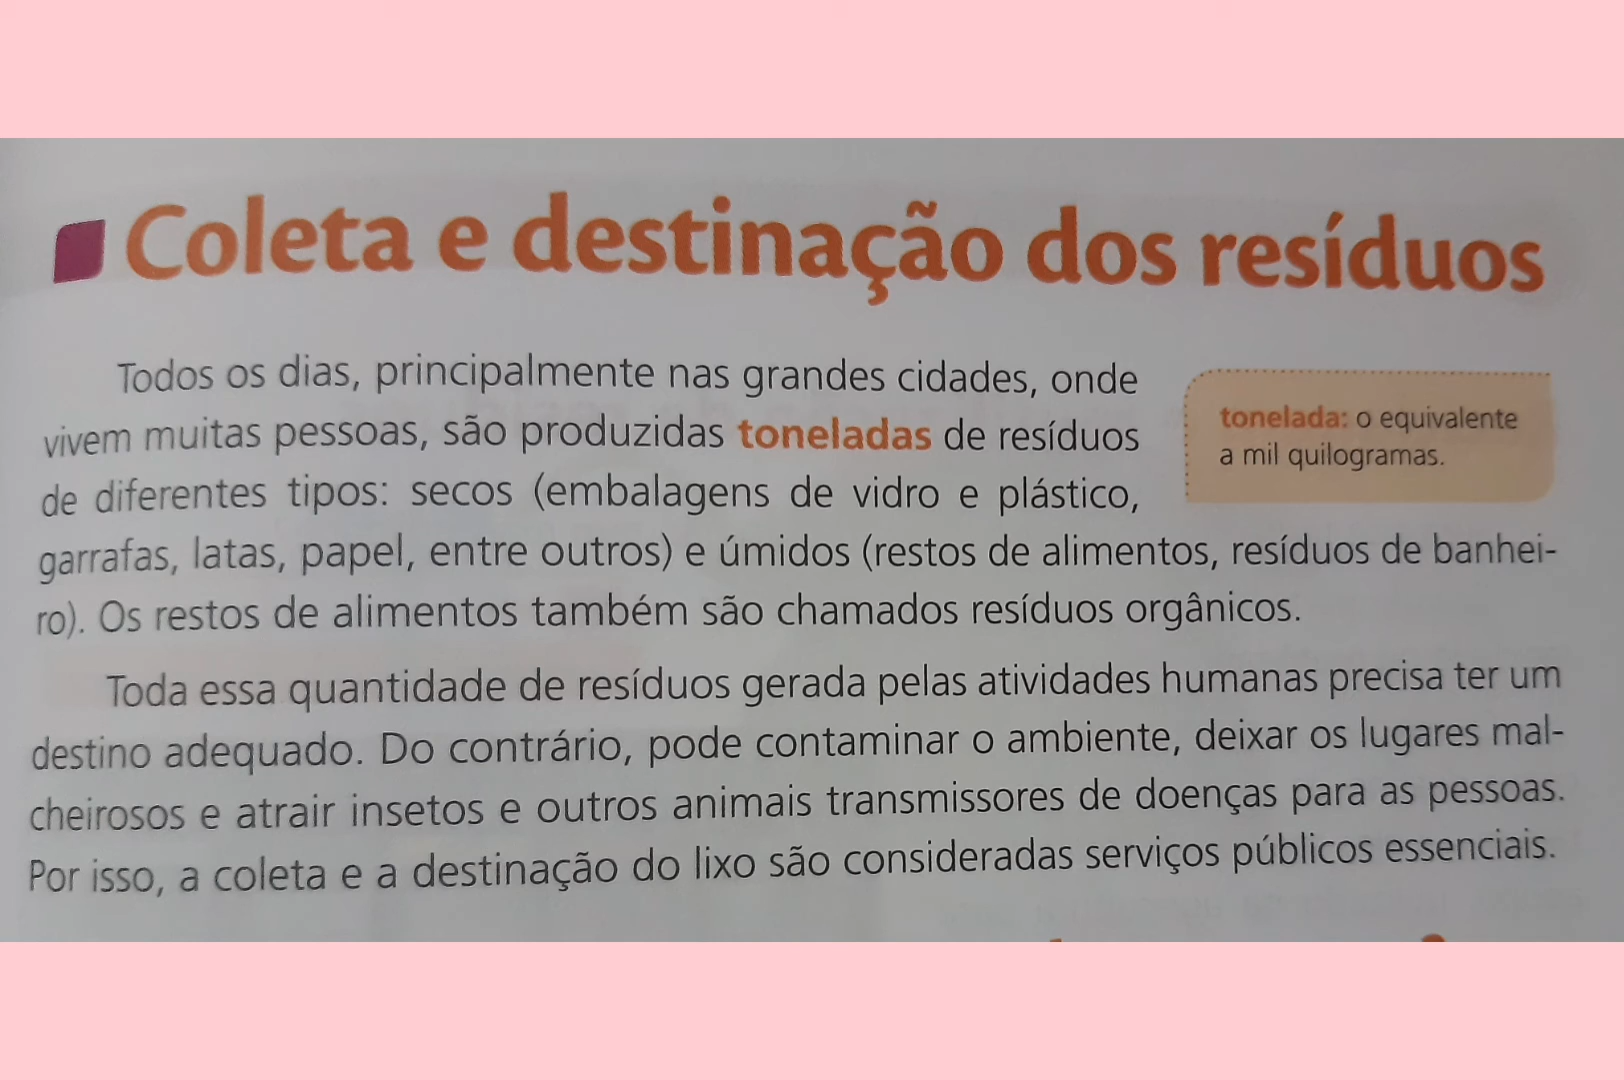 Coleta e destinação dos resíduos
Todos os dias, principalmente nas grandes cidades, onde
vivem muitas pessoas, são produzidas toneladas de resíduos
de diferentes tipos: secos (embalagens de vidro e plástico,
garrafas, latas, papel, entre outros) e úmidos (restos de alimentos, resíduos de banhei-
ro). Os restos de alimentos também são chamados resíduos orgânicos.
tonelada: o equivalente
a mil quilogramas.
Toda essa quantidade de resíduos gerada pelas atividades humanas precisa ter um
destino adequado. Do contrário, pode contaminar o ambiente, deixar os lugares mal-
cheirosos e atrair insetos e outros animais transmissores de doenças para as pessoas.
Por isso, a coleta e a destinação do lixo são consideradas serviços públicos essenciais.